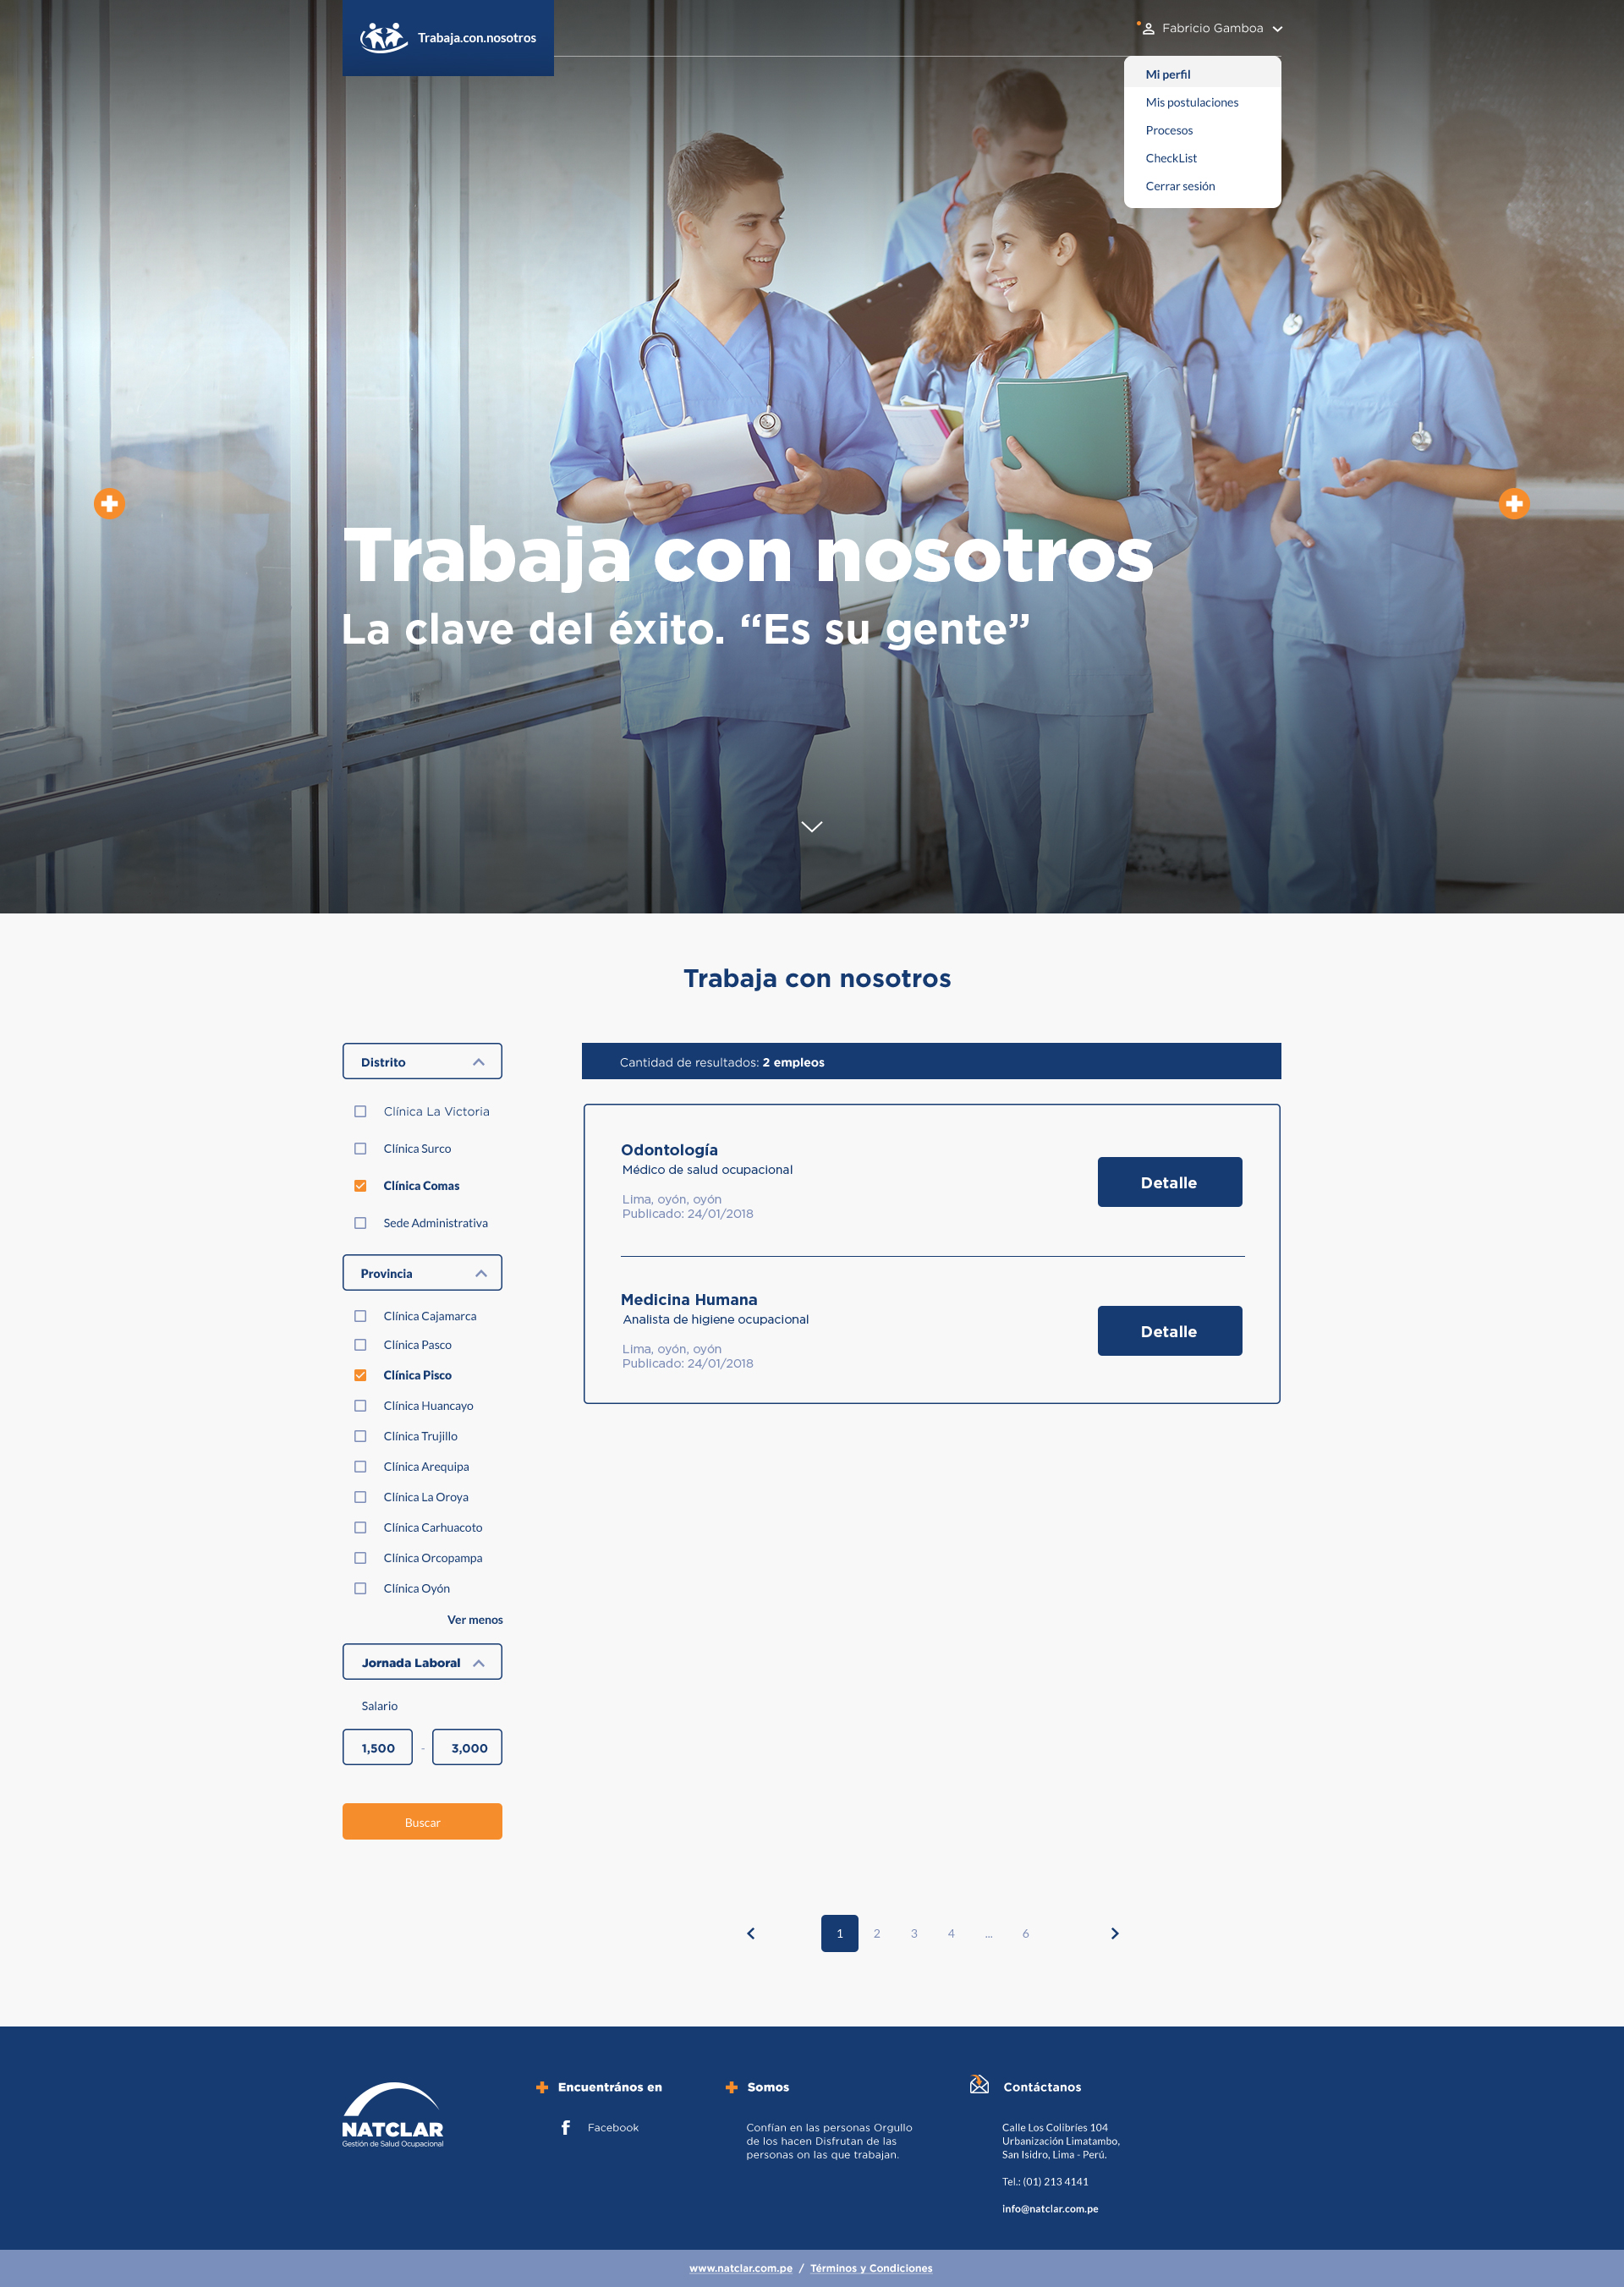 Trabaja.con.nosotros
Fabricio Gamboa
Mi perfil
Mis postulaciones
Procesos
CheckList
Cerrar sesión
Trabaja con nosotros
La clave del éxito. “Es su gente”
Trabaja con nosotros
Distrito
Clínica La Victoria
Clínica Surco
Clínica Comas
Sede Administrativa
Provincia
Clínica Cajamarca
Clínica Pasco
Clínica Pisco
Clínica Huancayo
Clínica Trujillo
Clínica Arequipa
Clínica La Oroya
Clínica Carhuacoto
Clínica Orcopampa
Clínica Oyón
Ver menos
Jornada Laboral
Salario
1,500 - 3,000
Buscar
Cantidad de resultados: 2 empleos
Odontología
Médico de salud ocupacional
Lima, oyón, oyón
Publicado: 24/01/2018
Detalle
Medicina Humana
Analista de higiene ocupacional
Lima, oyón, oyón
Publicado: 24/01/2018
Detalle
1 2 3 4 ... 6
NATCLAR
Gestión de Salud Ocupacional
Encuentrános en
Facebook
Somos
Confían en las personas Orgullo
de los hacen Disfrutan de las
personas on las que trabajan.
Contáctanos
Calle Los Colibríes 104
Urbanización Limatambo,
San Isidro, Lima - Perú.
Tel.: (01) 213 4141
info@natclar.com.pe
www.natclar.com.pe / Términos y Condiciones